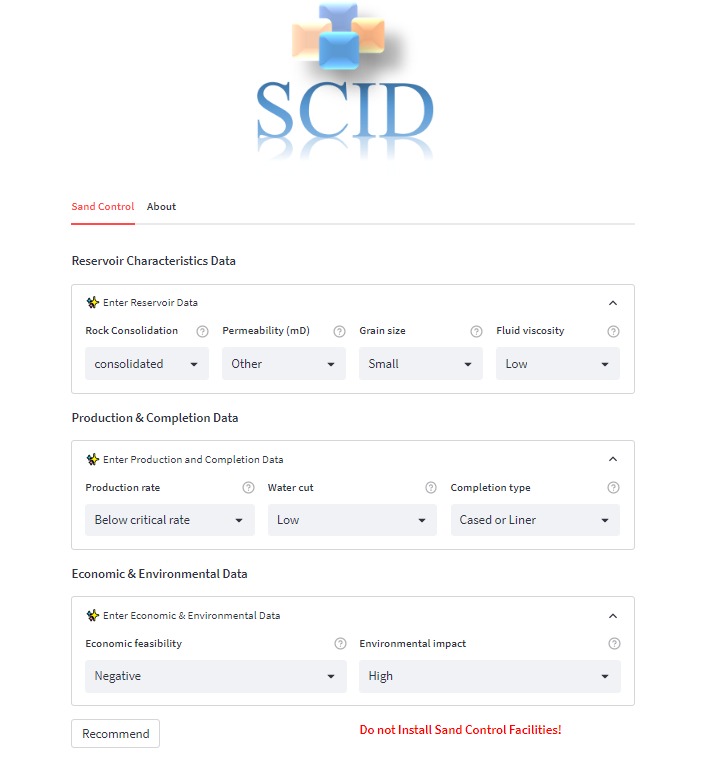 SCID
Sand Control About
Reservoir Characteristics Data
Enter Reservoir Data
Rock Consolidation Permeability (mD) Grain size Fluid viscosity
consolidated Other Small Low
Production & Completion Data
Enter Production and Completion Data
Production rate Water cut Completion type
Below critical rate Low Cased or Liner
Economic & Environmental Data
Enter Economic & Environmental Data
Economic feasibility Environmental impact
Negative High
Recommend Do not Install Sand Control Facilities!